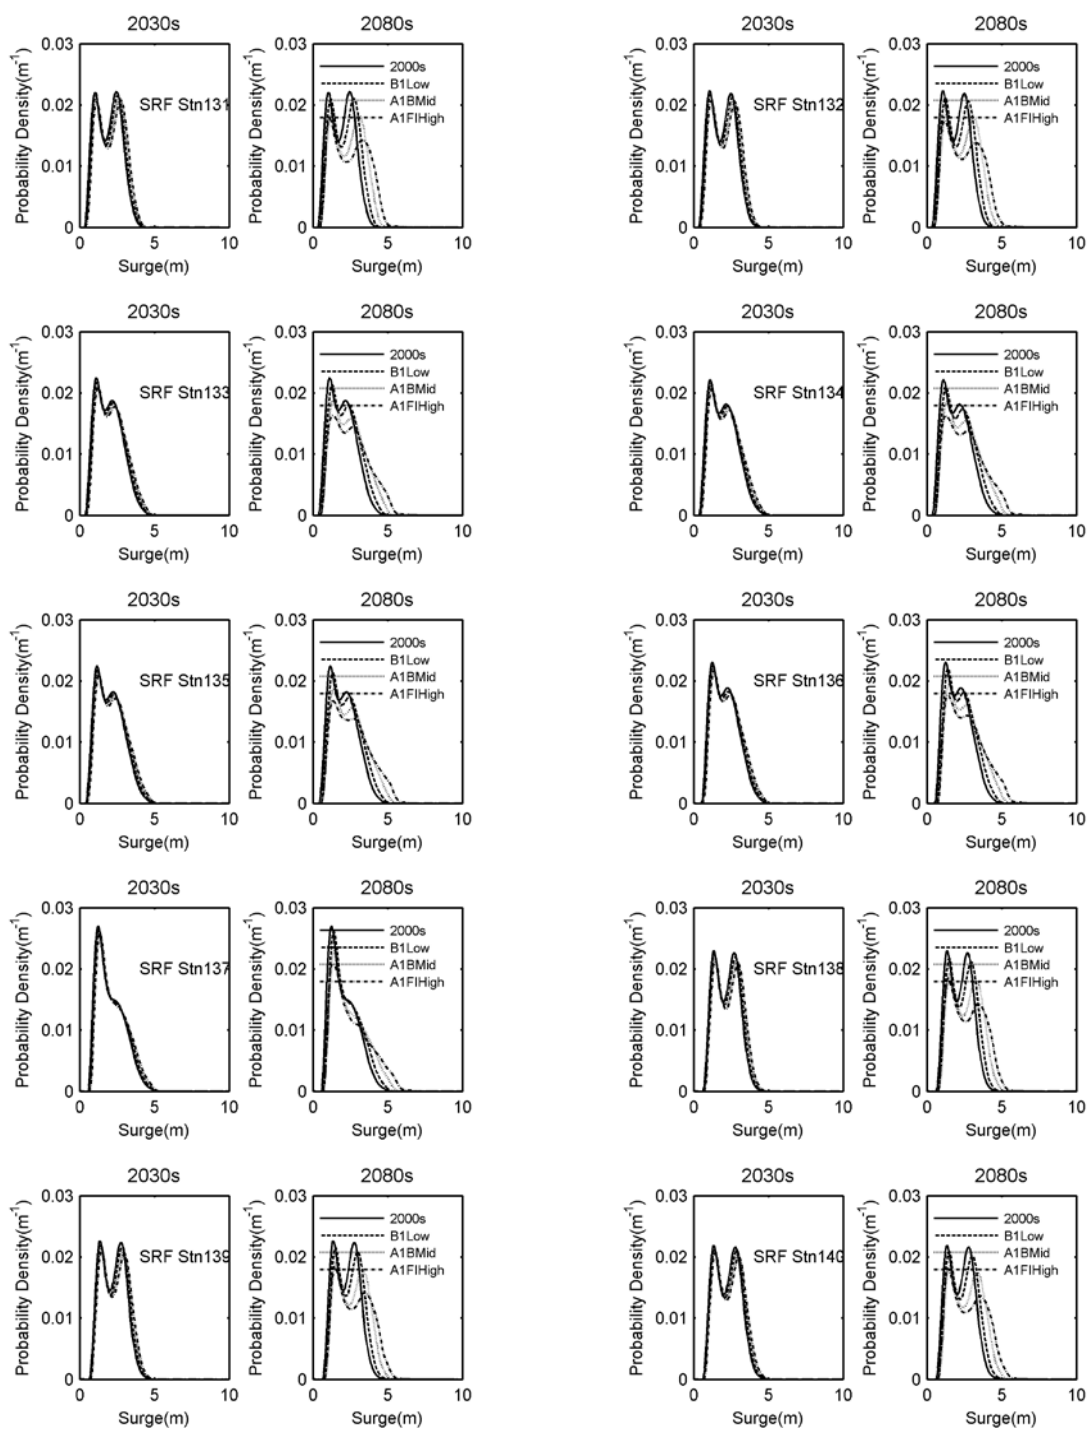 2030s
Probability Density(m⁻¹)
0.03
0.02
0.01
0
SRF Stn131
0 5 10
Surge(m)
2080s
Probability Density(m⁻¹)
0.03
0.02
0.01
0
2000s
B1Low
A1BMid
A1FIHigh
0 5 10
Surge(m)
2030s
Probability Density(m⁻¹)
0.03
0.02
0.01
0
SRF Stn132
0 5 10
Surge(m)
2080s
Probability Density(m⁻¹)
0.03
0.02
0.01
0
2000s
B1Low
A1BMid
A1FIHigh
0 5 10
Surge(m)
2030s
Probability Density(m⁻¹)
0.03
0.02
0.01
0
SRF Stn133
0 5 10
Surge(m)
2080s
Probability Density(m⁻¹)
0.03
0.02
0.01
0
2000s
B1Low
A1BMid
A1FIHigh
0 5 10
Surge(m)
2030s
Probability Density(m⁻¹)
0.03
0.02
0.01
0
SRF Stn134
0 5 10
Surge(m)
2080s
Probability Density(m⁻¹)
0.03
0.02
0.01
0
2000s
B1Low
A1BMid
A1FIHigh
0 5 10
Surge(m)
2030s
Probability Density(m⁻¹)
0.03
0.02
0.01
0
SRF Stn135
0 5 10
Surge(m)
2080s
Probability Density(m⁻¹)
0.03
0.02
0.01
0
2000s
B1Low
A1BMid
A1FIHigh
0 5 10
Surge(m)
2030s
Probability Density(m⁻¹)
0.03
0.02
0.01
0
SRF Stn136
0 5 10
Surge(m)
2080s
Probability Density(m⁻¹)
0.03
0.02
0.01
0
2000s
B1Low
A1BMid
A1FIHigh
0 5 10
Surge(m)
2030s
Probability Density(m⁻¹)
0.03
0.02
0.01
0
SRF Stn137
0 5 10
Surge(m)
2080s
Probability Density(m⁻¹)
0.03
0.02
0.01
0
2000s
B1Low
A1BMid
A1FIHigh
0 5 10
Surge(m)
2030s
Probability Density(m⁻¹)
0.03
0.02
0.01
0
SRF Stn138
0 5 10
Surge(m)
2080s
Probability Density(m⁻¹)
0.03
0.02
0.01
0
2000s
B1Low
A1BMid
A1FIHigh
0 5 10
Surge(m)
2030s
Probability Density(m⁻¹)
0.03
0.02
0.01
0
SRF Stn139
0 5 10
Surge(m)
2080s
Probability Density(m⁻¹)
0.03
0.02
0.01
0
2000s
B1Low
A1BMid
A1FIHigh
0 5 10
Surge(m)
2030s
Probability Density(m⁻¹)
0.03
0.02
0.01
0
SRF Stn140
0 5 10
Surge(m)
2080s
Probability Density(m⁻¹)
0.03
0.02
0.01
0
2000s
B1Low
A1BMid
A1FIHigh
0 5 10
Surge(m)